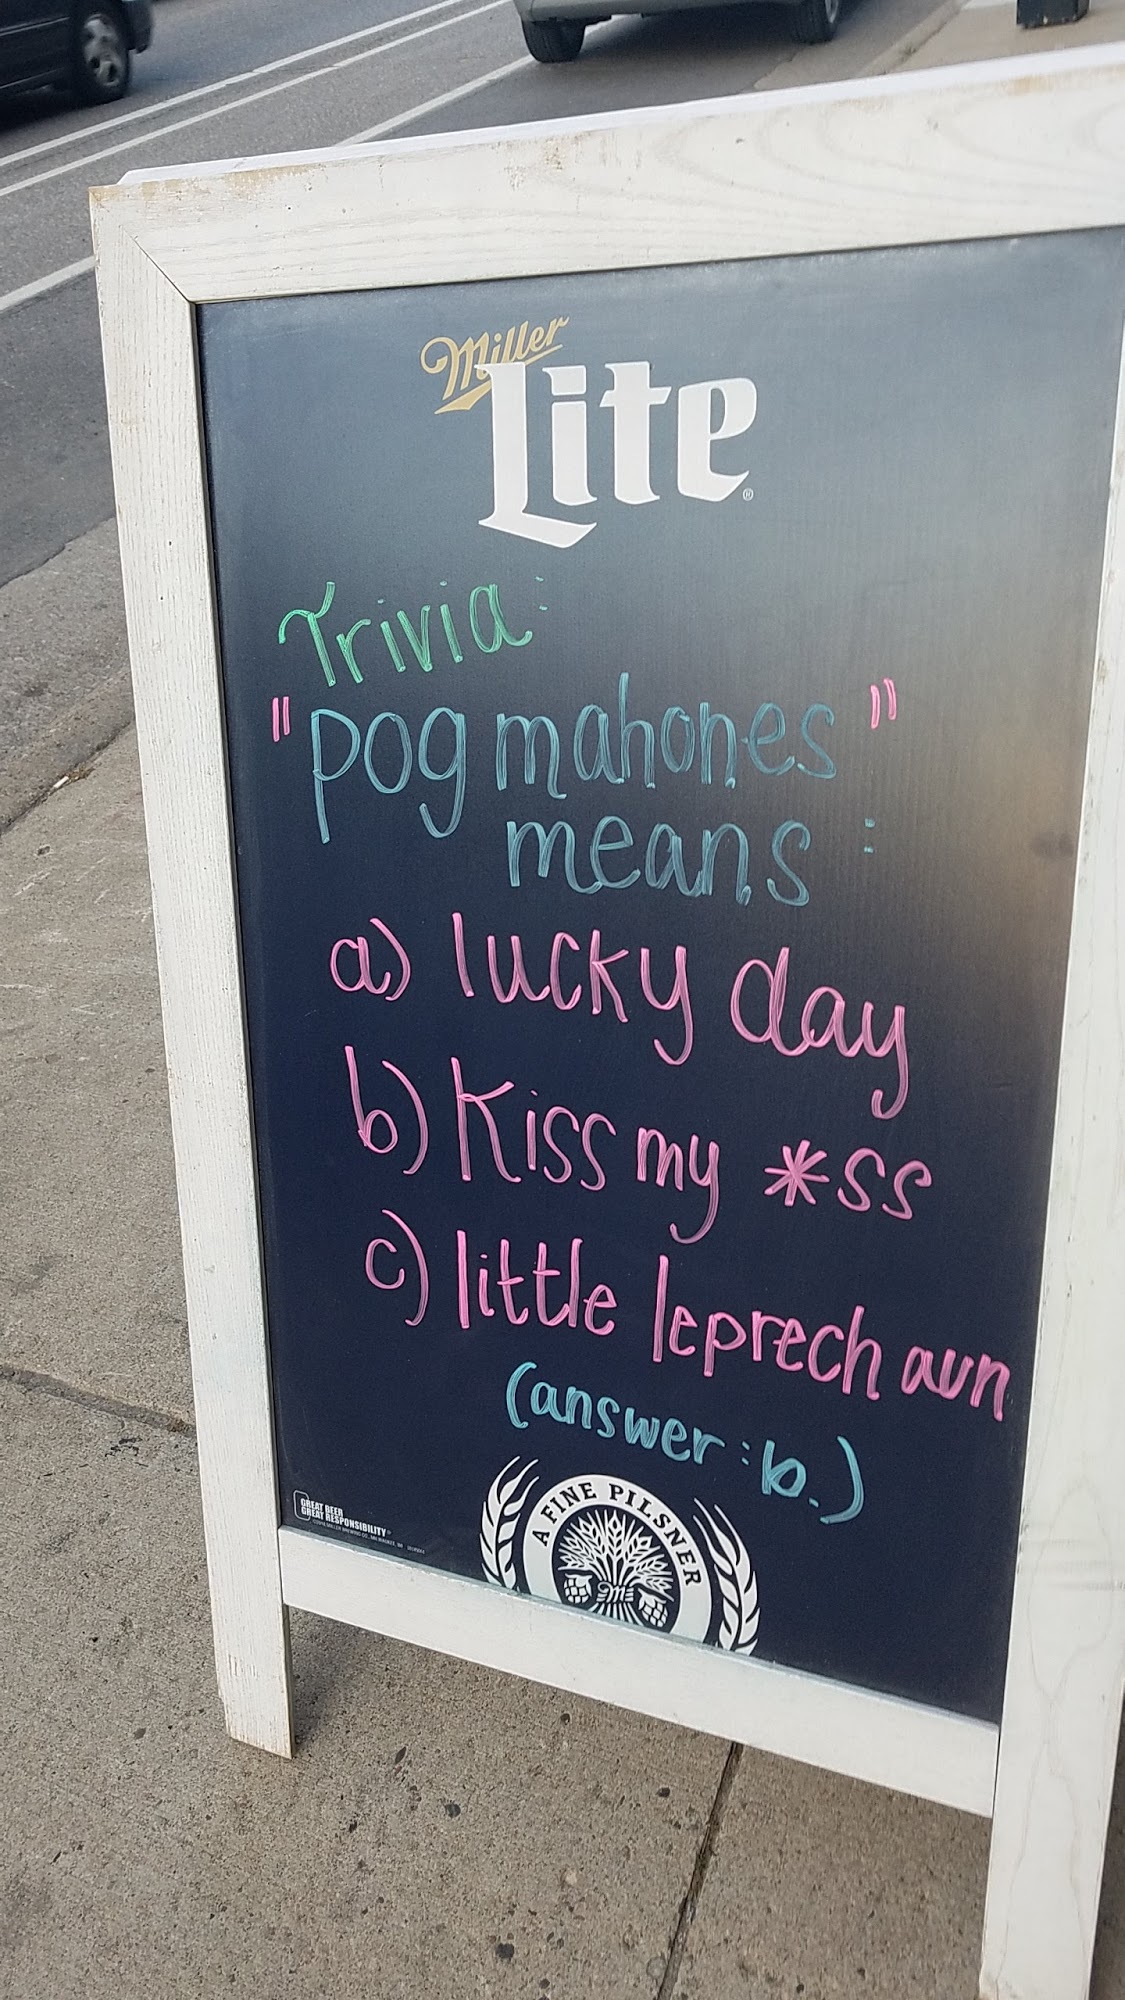 Miller
Lite
Trivia:
"pog mahones"
means:
a) lucky day
b) Kiss my *ss
c) little leprechaun
(answer: b.)
A FINE PILSNER
M
GREAT BEER
GREAT RESPONSIBILITY